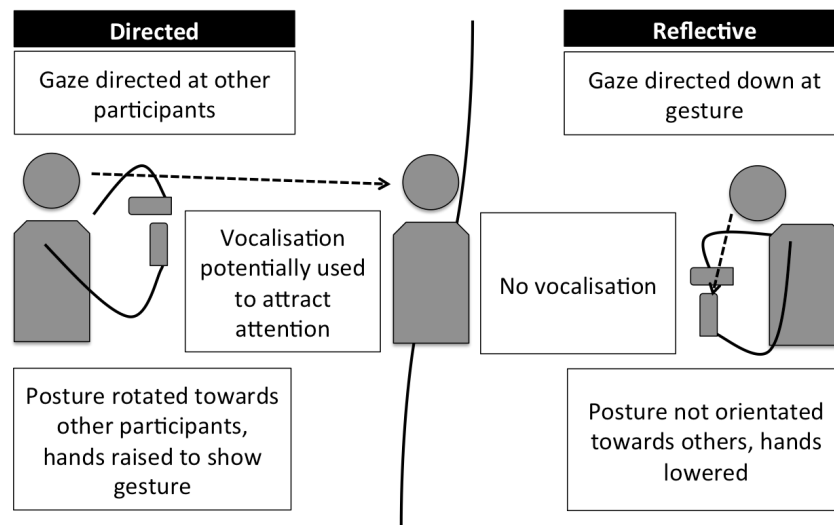 Directed
Gaze directed at other
participants
Vocalisation
potentially used
to attract
attention
Posture rotated towards
other participants,
hands raised to show
gesture
Reflective
Gaze directed down at
gesture
No vocalisation
Posture not orientated
towards others, hands
lowered